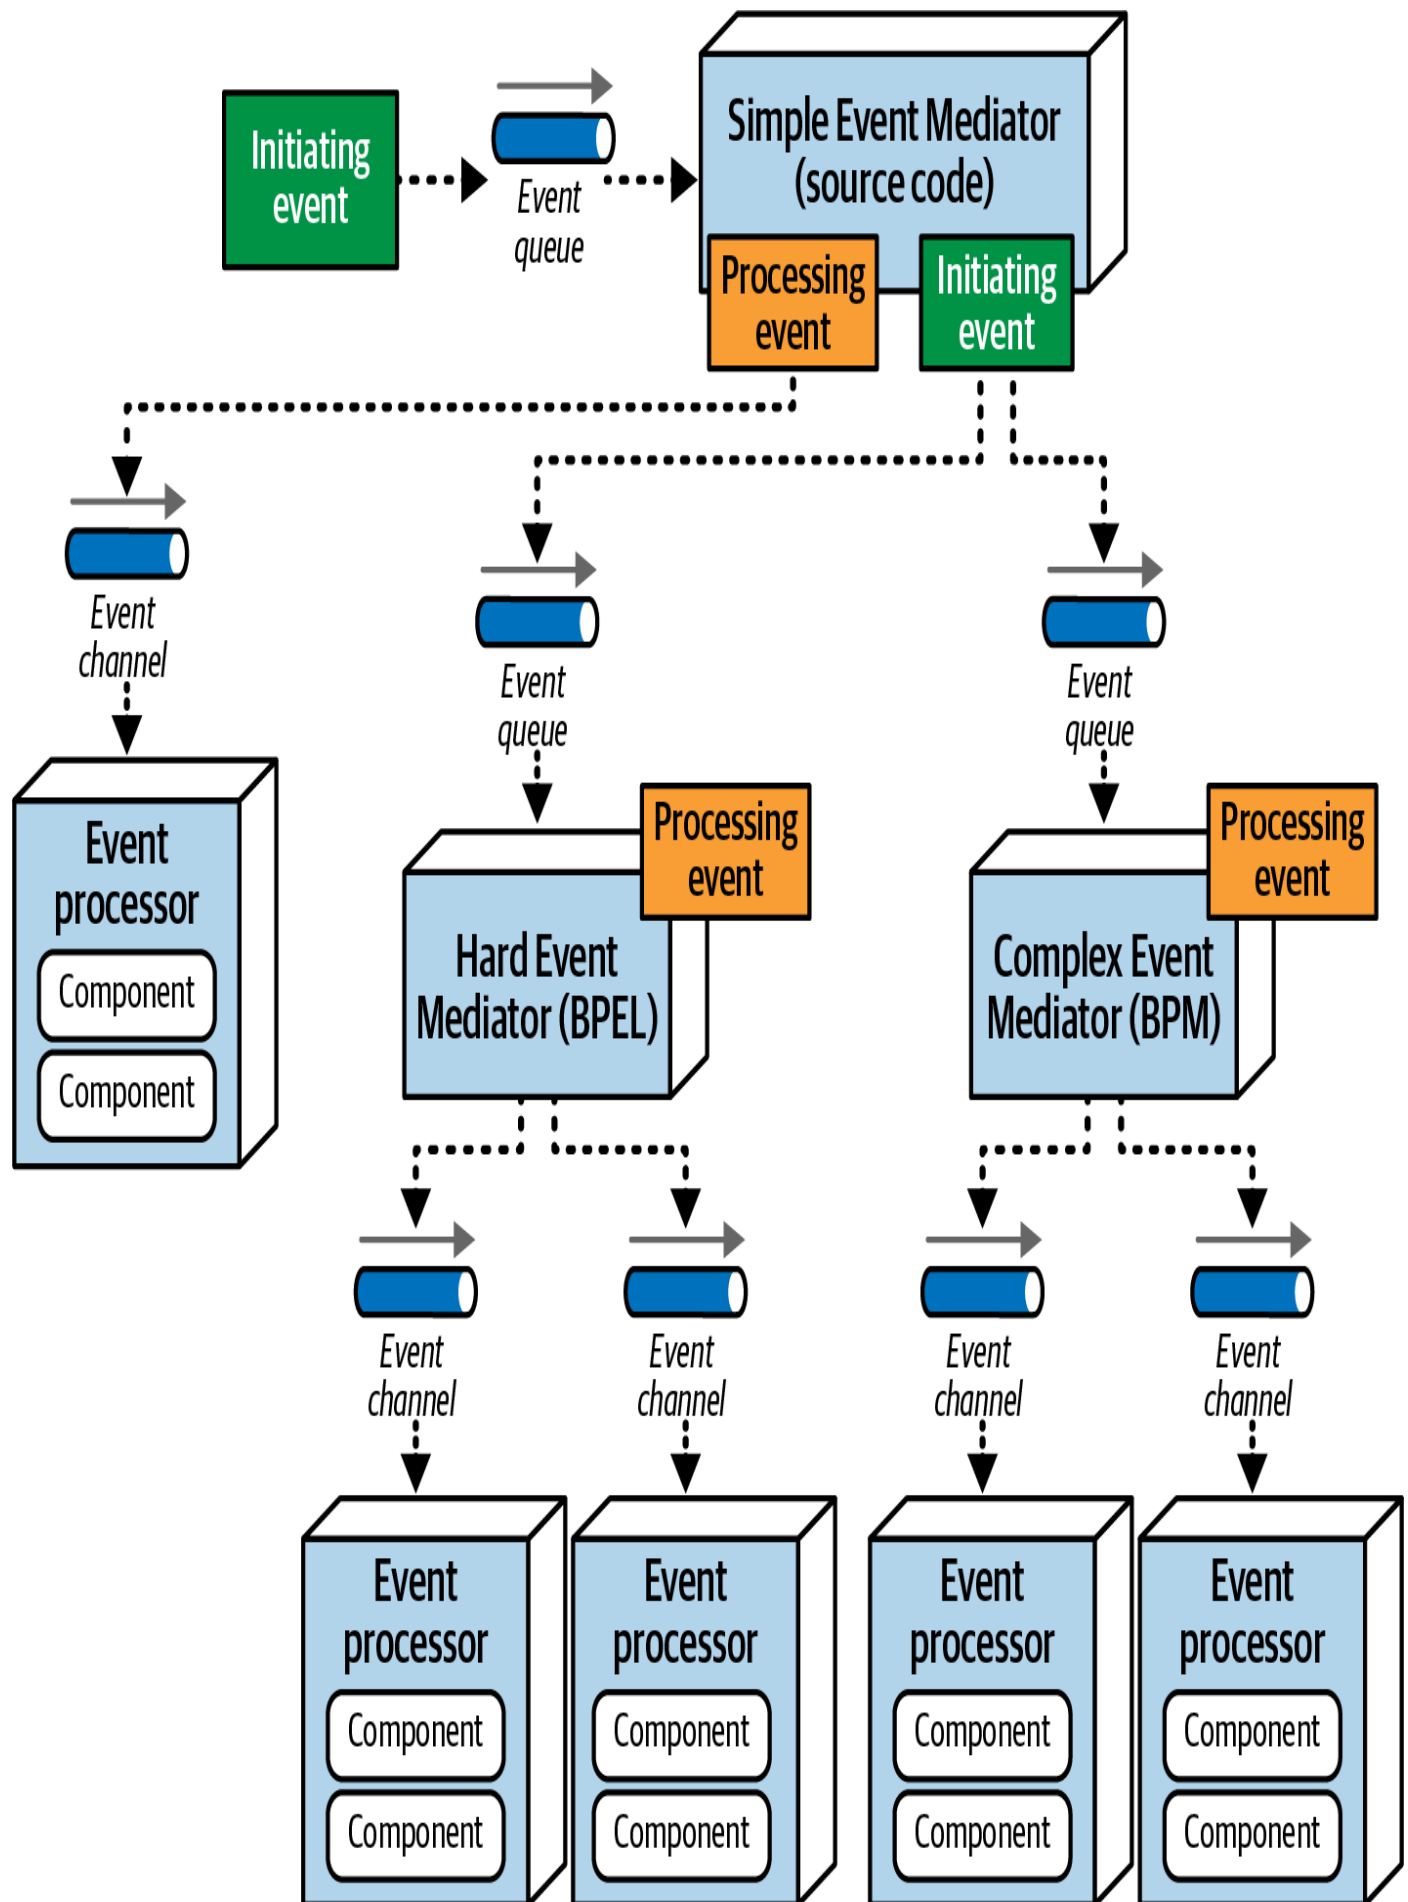 Initiating
event
Event
queue
Simple Event Mediator
(source code)
Processing
event
Initiating
event
Event
channel
Event
queue
Event
queue
Event
processor
Component
Component
Processing
event
Hard Event
Mediator (BPEL)
Processing
event
Complex Event
Mediator (BPM)
Event
channel
Event
channel
Event
channel
Event
channel
Event
processor
Component
Component
Event
processor
Component
Component
Event
processor
Component
Component
Event
processor
Component
Component